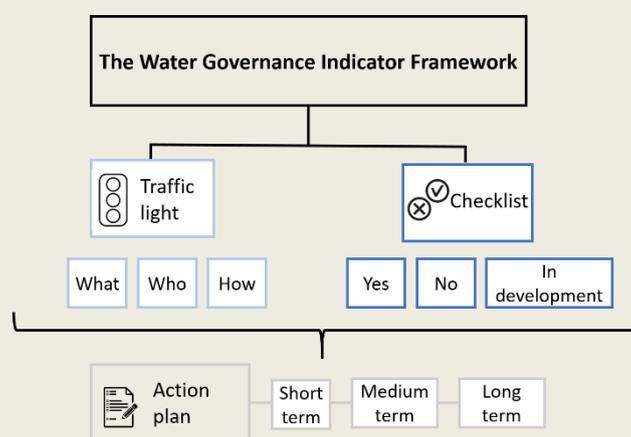 The Water Governance Indicator Framework
Traffic
light
Checklist
What
Who
How
Yes
No
In
development
Action
plan
Short
term
Medium
term
Long
term